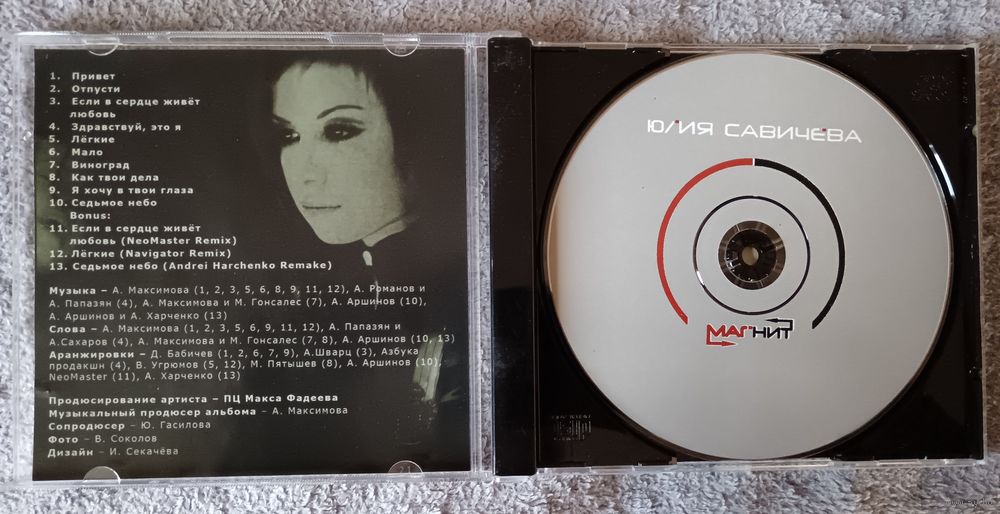 1. Привет
2. Отпусти
3. Если в сердце живёт
любовь
4. Здравствуй, это я
5. Лёгкие
6. Мало
7. Виноград
8. Как твои дела
9. Я хочу в твои глаза
10. Седьмое небо
Bonus:
11. Если в сердце живёт
любовь (NeoMaster Remix)
12. Лёгкие (Navigator Remix)
13. Седьмое небо (Andrei Harchenko Remake)
Музыка – А. Максимова (1, 2, 3, 5, 6, 8, 9, 11, 12), А. Романов и
А. Папазян (4), А. Максимова и М. Гонсалес (7), А. Аршинов (10),
А. Аршинов и А. Харченко (13)
Слова – А. Максимова (1, 2, 3, 5, 6, 9, 11, 12), А. Папазян и
А.Сахаров (4), А. Максимова и М. Гонсалес (7, 8), А. Аршинов (10, 13)
Аранжировки – Д. Бабичев (1, 2, 6, 7, 9), А.Шварц (3), Азбука
продакшн (4), В. Угрюмов (5, 12), М. Пятышев (8), А. Аршинов (10),
NeoMaster (11), А. Харченко (13)
Продюсирование артиста – ПЦ Макса Фадеева
Музыкальный продюсер альбома – А. Максимова
Сопродюсер – Ю. Гасилова
Фото – В. Соколов
Дизайн – И. Секачёва
ЮЛИЯ САВИЧЕВА
МАГНИТ